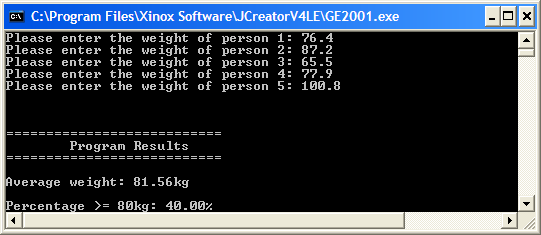 C:\Program Files\Xinox Software\JCreatorV4LE\GE2001.exe
Please enter the weight of person 1: 76.4
Please enter the weight of person 2: 87.2
Please enter the weight of person 3: 65.5
Please enter the weight of person 4: 77.9
Please enter the weight of person 5: 100.8
===========================
Program Results
===========================
Average weight: 81.56kg
Percentage >= 80kg: 40.00%